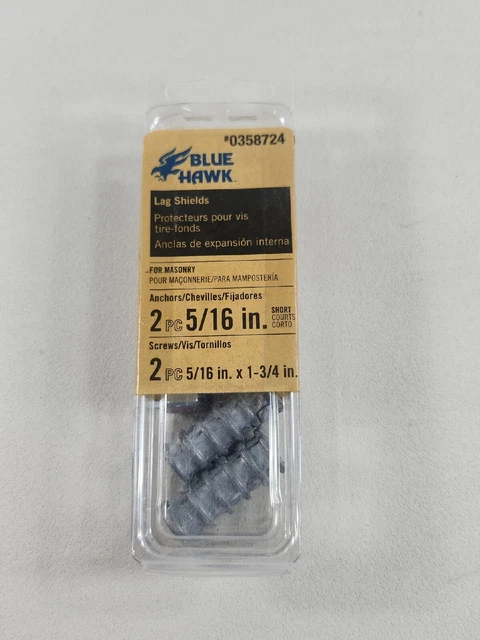 #0358724
BLUE
HAWK
Lag Shields
Protecteurs pour vis
tire-fonds
Anclas de expansión interna
FOR MASONRY
POUR MAÇONNERIE/PARA MAMPOSTERÍA
Anchors/Chevilles/Fijadores
2 PC 5/16 in. SHORT
COURTS
CORTO
Screws/Vis/Tornillos
2 PC 5/16 in. x 1-3/4 in.